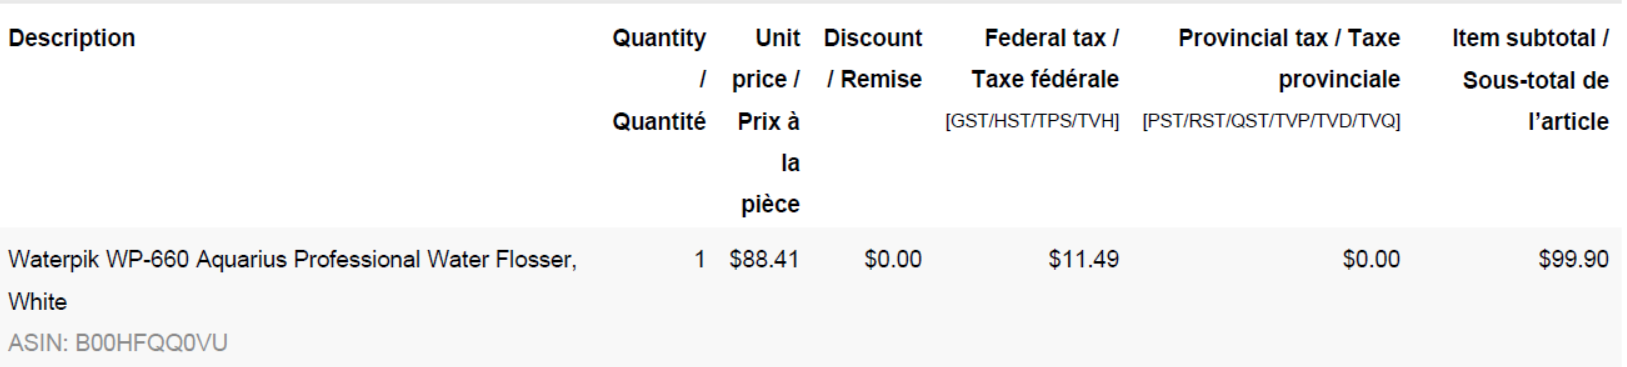 Description Quantity Unit Discount Federal tax / Provincial tax / Taxe Item subtotal /
/ price / / Remise Taxe fédérale provinciale Sous-total de
Quantité Prix à [GST/HST/TPS/TVH] [PST/RST/QST/TVP/TVD/TVQ] l’article
la
pièce
Waterpik WP-660 Aquarius Professional Water Flosser, 1 $88.41 $0.00 $11.49 $0.00 $99.90
White
ASIN: B00HFQQ0VU